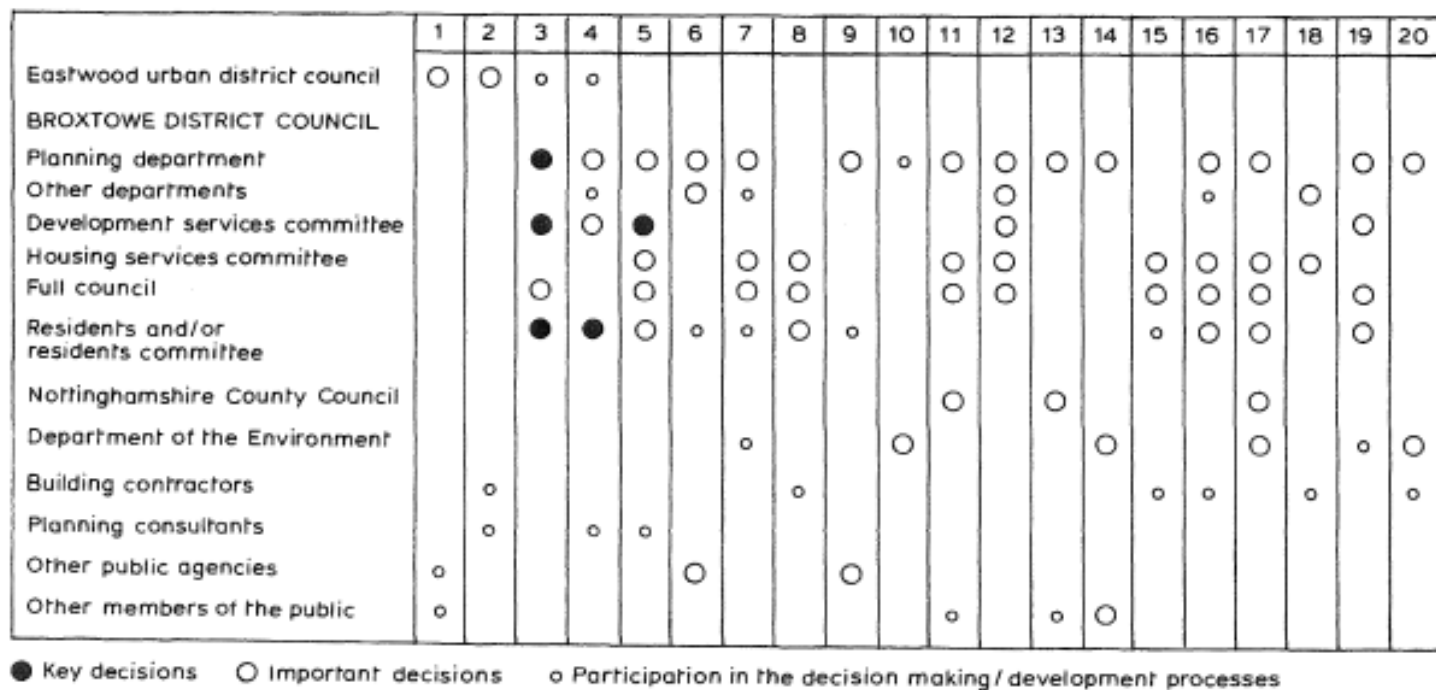 1 2 3 4 5 6 7 8 9 10 11 12 13 14 15 16 17 18 19 20
Eastwood urban district council
BROXTOWE DISTRICT COUNCIL
Planning department
Other departments
Development services committee
Housing services committee
Full council
Residents and/or
residents committee
Nottinghamshire County Council
Department of the Environment
Building contractors
Planning consultants
Other public agencies
Other members of the public
Key decisions Important decisions Participation in the decision making/development processes